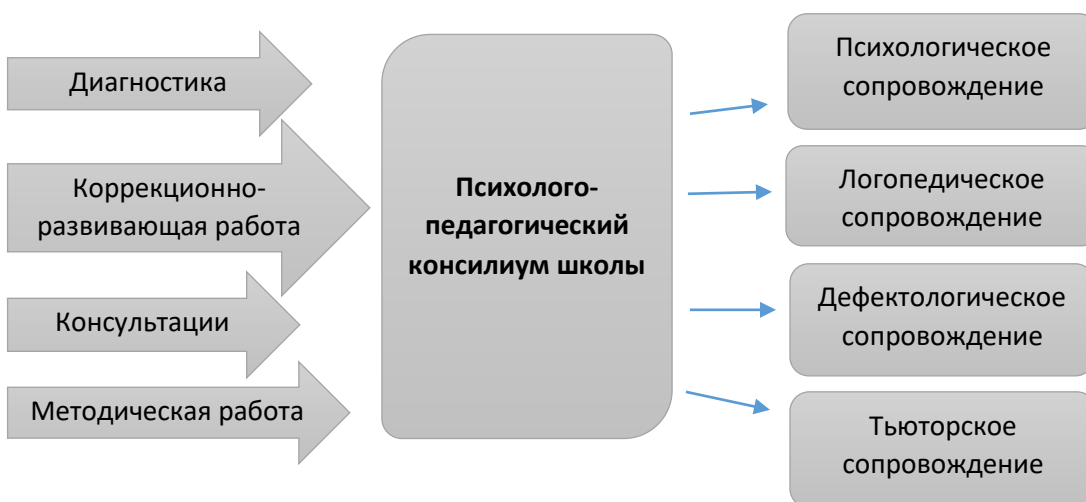 Диагностика
Коррекционно-
развивающая работа
Консультации
Методическая работа
Психолого-
педагогический
консилиум школы
Психологическое
сопровождение
Логопедическое
сопровождение
Дефектологическое
сопровождение
Тьюторское
сопровождение